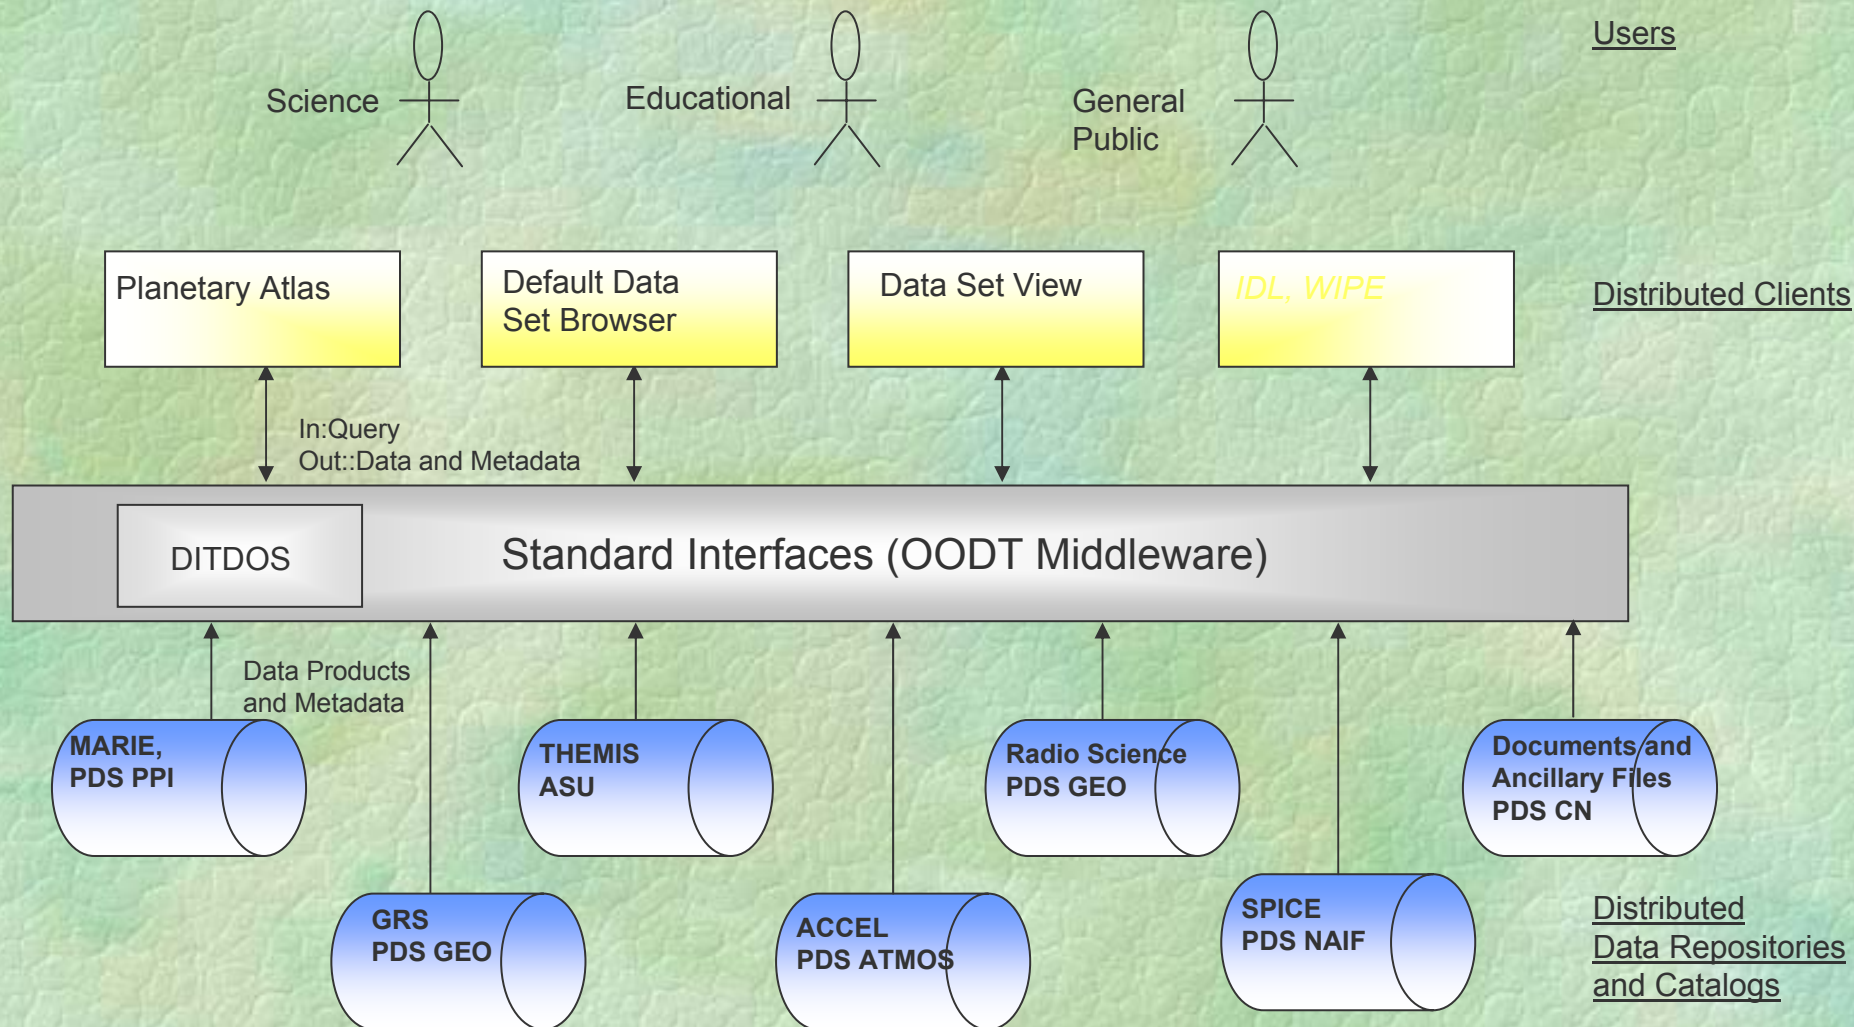 Users
Science
Educational
General
Public
Planetary Atlas
Default Data
Set Browser
Data Set View
IDL, WIPE
Distributed Clients
In:Query
Out::Data and Metadata
DITDOS
Standard Interfaces (OODT Middleware)
Data Products
and Metadata
MARIE,
PDS PPI
THEMIS
ASU
Radio Science
PDS GEO
Documents and
Ancillary Files
PDS CN
GRS
PDS GEO
ACCEL
PDS ATMOS
SPICE
PDS NAIF
Distributed
Data Repositories
and Catalogs